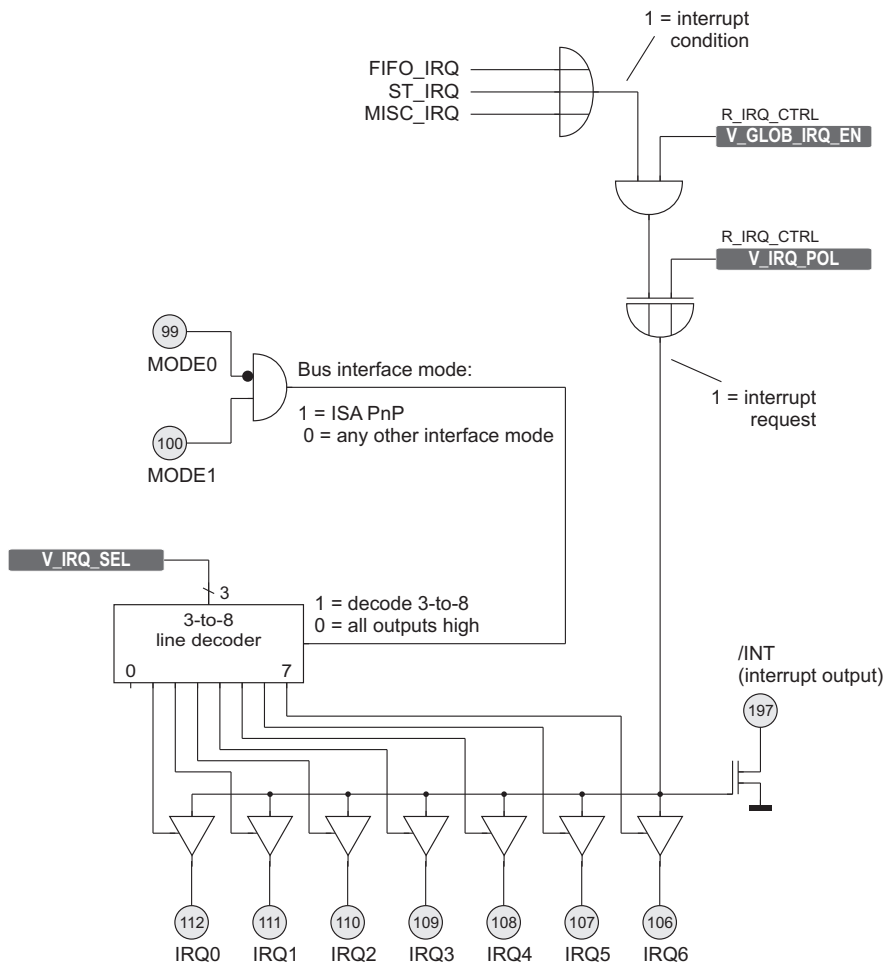 1 = interrupt
condition
FIFO_IRQ
ST_IRQ
MISC_IRQ
R_IRQ_CTRL
V_GLOB_IRQ_EN
R_IRQ_CTRL
V_IRQ_POL
99
MODE0
Bus interface mode:
1 = ISA PnP
0 = any other interface mode
100
MODE1
1 = interrupt
request
V_IRQ_SEL
3
3-to-8
line decoder
0
7
1 = decode 3-to-8
0 = all outputs high
/INT
(interrupt output)
197
112
111
110
109
108
107
106
IRQ0
IRQ1
IRQ2
IRQ3
IRQ4
IRQ5
IRQ6